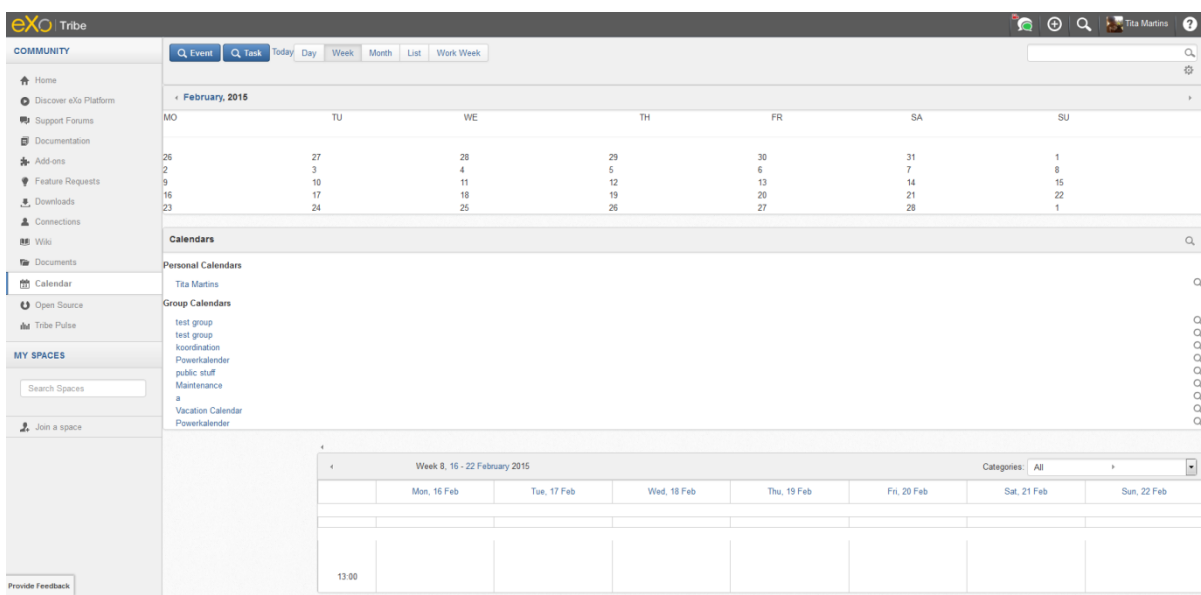 eXo Tribe
Tita Martins
COMMUNITY
Home
Discover eXo Platform
Support Forums
Documentation
Add-ons
Feature Requests
Downloads
Connections
Wiki
Documents
Calendar
Open Source
Tribe Pulse
MY SPACES
Search Spaces
Join a space
Provide Feedback
Event Task Today Day Week Month List Work Week
February, 2015
MO TU WE TH FR SA SU
26 27 28 29 30 31 1
2 3 4 5 6 7 8
9 10 11 12 13 14 15
16 17 18 19 20 21 22
23 24 25 26 27 28 1
Calendars
Personal Calendars
Tita Martins
Group Calendars
test group
test group
koordination
Powerkalender
public stuff
Maintenance
a
Vacation Calendar
Powerkalender
Week 8, 16 - 22 February 2015 Categories: All
Mon, 16 Feb Tue, 17 Feb Wed, 18 Feb Thu, 19 Feb Fri, 20 Feb Sat, 21 Feb Sun, 22 Feb
13:00